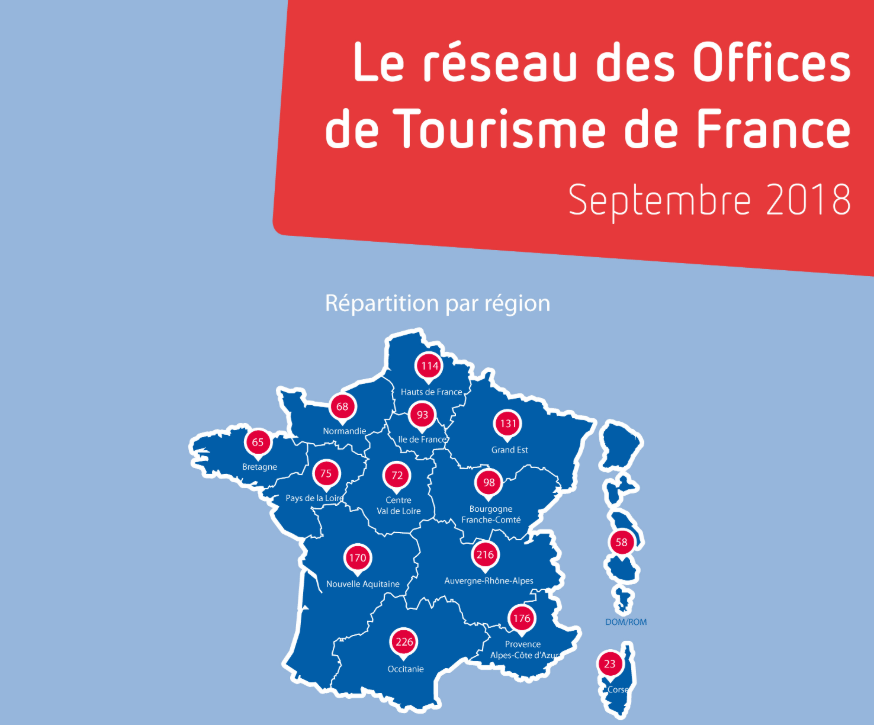 Le réseau des Offices
de Tourisme de France
Septembre 2018
Répartition par région
114
Hauts de France
68
Normandie
93
Ile de France
131
Grand Est
65
Bretagne
75
Pays de la Loire
72
Centre
Val de Loire
98
Bourgogne
Franche-Comté
58
DOM/ROM
170
Nouvelle Aquitaine
216
Auvergne-Rhône-Alpes
176
Provence
Alpes-Côte d'Azur
226
Occitanie
23
Corse